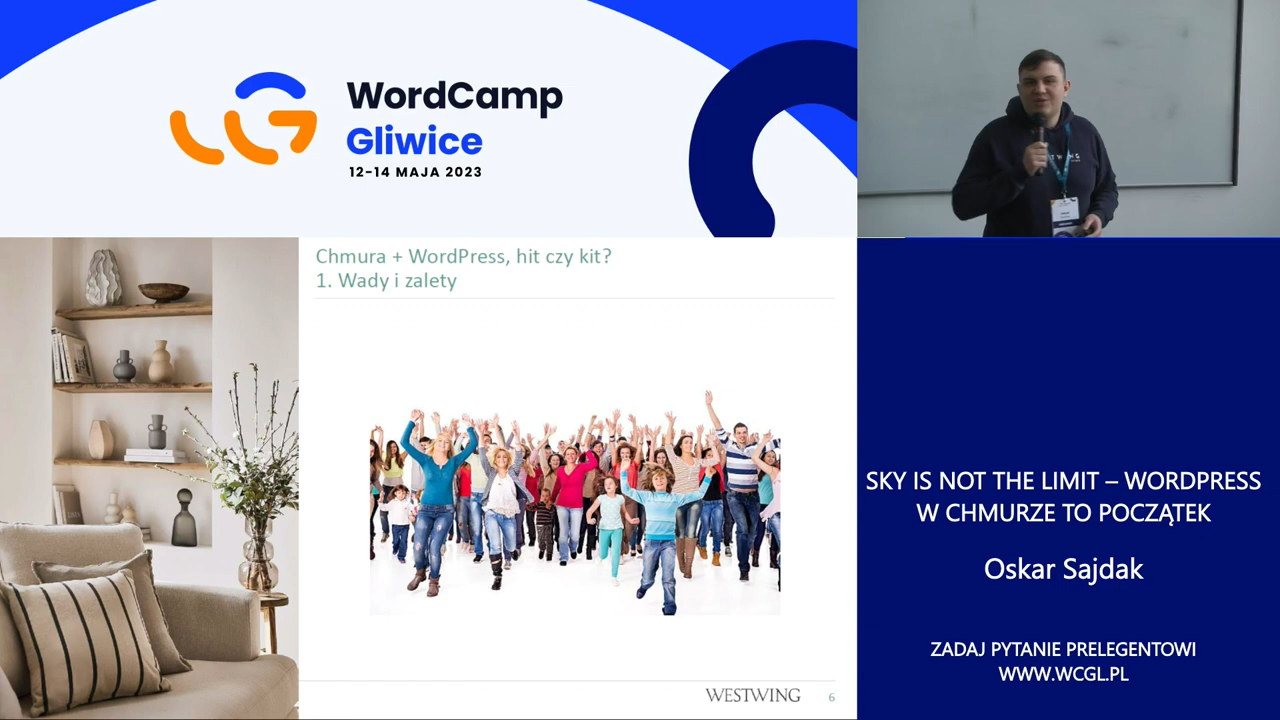 WordCamp
Gliwice
12-14 MAJA 2023
Chmura + WordPress, hit czy kit?
1. Wady i zalety
WESTWING
6
SKY IS NOT THE LIMIT – WORDPRESS
W CHMURZE TO POCZĄTEK
Oskar Sajdak
ZADAJ PYTANIE PRELEGENTOWI
WWW.WCGL.PL